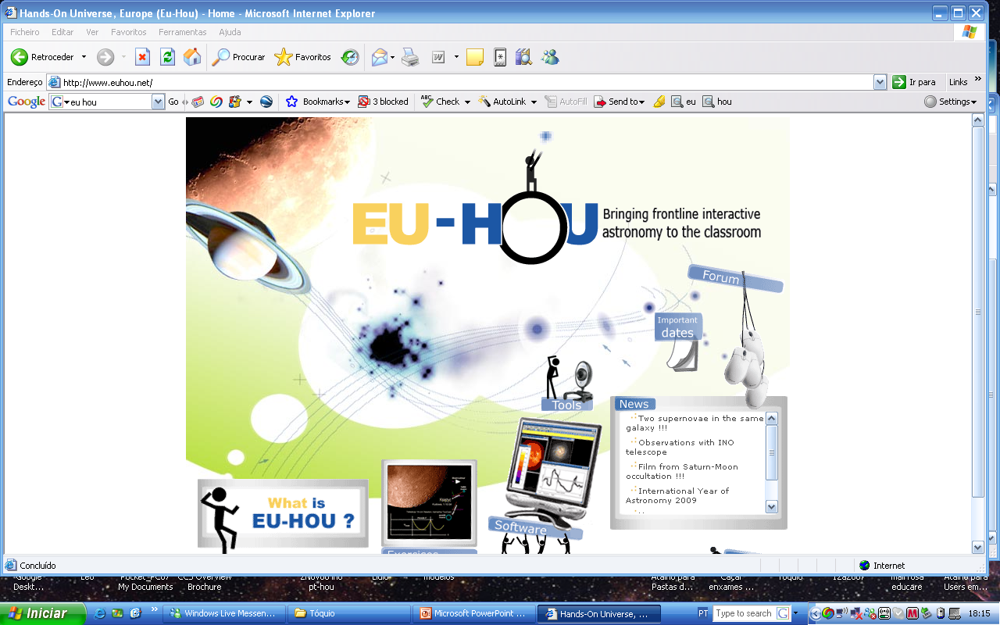 Hands-On Universe, Europe (Eu-Hou) - Home - Microsoft Internet Explorer
Ficheiro Editar Ver Favoritos Ferramentas Ajuda
Retroceder Procurar Favoritos
Endereço http://www.euhou.net/ Ir para Links »
Google G eu hou Go Bookmarks 3 blocked ABC Check AutoLink AutoFill Send to eu hou Settings
EU-HOU
Bringing frontline interactive
astronomy to the classroom
Forum
Important
dates
Tools
News
Two supernovae in the same
galaxy !!!
Observations with INO
telescope
Film from Saturn-Moon
occultation !!!
International Year of
Astronomy 2009
What is
EU-HOU ?
Software
Exercises
Concluído Internet
Google Leo Pocket_PC07 CCS Overview 2Novoo ino Lidio modelos Atalho para Caçar Tóquio 12a2007 mari rosa Atalho para
Deskt... My Documents Brochure pt-hou Pastas d... enxames ... educare Users em...
Iniciar » Windows Live Messen... Tóquio Microsoft PowerPoint ... Hands-On Universe, ... PT Type to search G 18:15